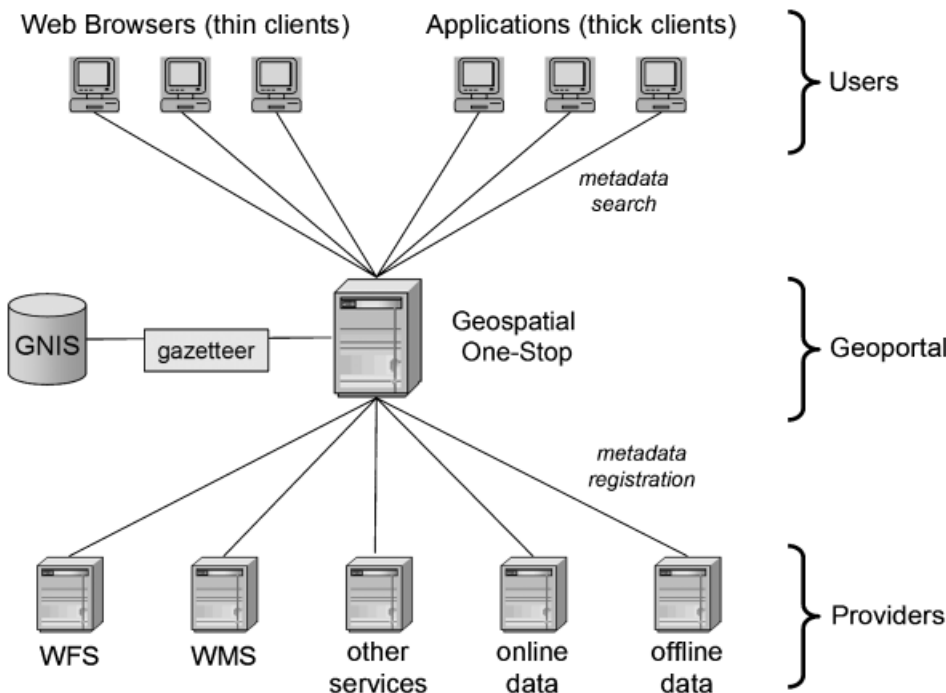 Web Browsers (thin clients)
Applications (thick clients)
Users
metadata
search
GNIS
gazetteer
Geospatial
One-Stop
Geoportal
metadata
registration
WFS
WMS
other
services
online
data
offline
data
Providers